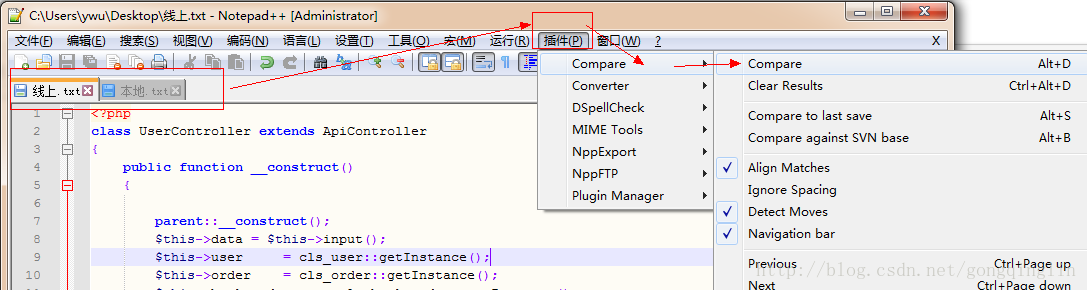 C:\Users\ywu\Desktop\线上.txt - Notepad++ [Administrator]
文件(F) 编辑(E) 搜索(S) 视图(V) 编码(N) 语言(L) 设置(T) 工具(O) 宏(M) 运行(R) 插件(P) 窗口(W) ? X
线上.txt 本地.txt
1 <?php
2 class UserController extends ApiController
3 {
4 public function __construct()
5 {
6
7 parent::__construct();
8 $this->data = $this->input();
9 $this->user = cls_user::getInstance();
10 $this->order = cls_order::getInstance();
Compare
Converter
DSpellCheck
MIME Tools
NppExport
NppFTP
Plugin Manager
Compare Alt+D
Clear Results Ctrl+Alt+D
Compare to last save Alt+S
Compare against SVN base Alt+B
Align Matches
Ignore Spacing
Detect Moves
Navigation bar
Previous Ctrl+Page up
Next Ctrl+Page down